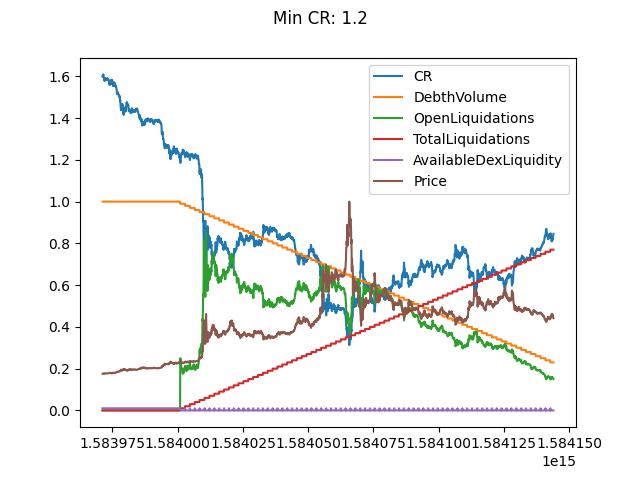 Min CR: 1.2
CR
DebthVolume
OpenLiquidations
TotalLiquidations
AvailableDexLiquidity
Price
1.6
1.4
1.2
1.0
0.8
0.6
0.4
0.2
0.0
1.583975 1.584000 1.584025 1.584050 1.584075 1.584100 1.584125 1.584150
1e15